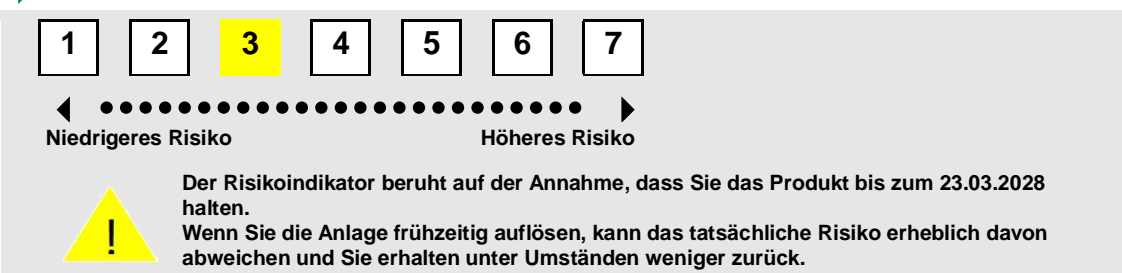 1 2 3 4 5 6 7
Niedrigeres Risiko Höheres Risiko
Der Risikoindikator beruht auf der Annahme, dass Sie das Produkt bis zum 23.03.2028
halten.
Wenn Sie die Anlage frühzeitig auflösen, kann das tatsächliche Risiko erheblich davon
abweichen und Sie erhalten unter Umständen weniger zurück.
!